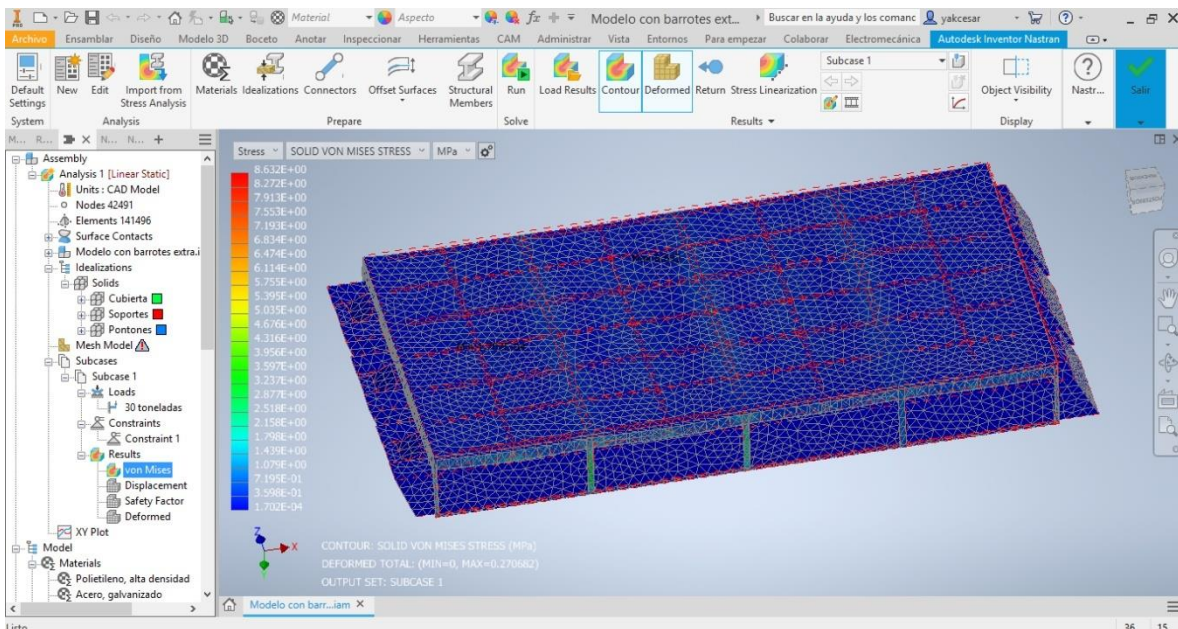 PRO
Material
Aspecto
fx
Modelo con barrotes ext...
Buscar en la ayuda y los comanc
yakcesar
Archivo Ensamblar Diseño Modelo 3D Boceto Anotar Inspeccionar Herramientas CAM Administrar Vista Entornos Para empezar Colaborar Electromecánica Autodesk Inventor Nastran
Default Settings
New
Edit
Import from Stress Analysis
Materials
Idealizations
Connectors
Offset Surfaces
Structural Members
Run
Load Results
Contour
Deformed
Return
Stress Linearization
Subcase 1
Object Visibility
Nastr...
Salir
System
Analysis
Prepare
Solve
Results
Display
M... R... N... N... +
Assembly
Analysis 1 [Linear Static]
Units : CAD Model
Nodes 42491
Elements 141496
Surface Contacts
Modelo con barrotes extra.i
Idealizations
Solids
Cubierta
Soportes
Pontones
Mesh Model
Subcases
Subcase 1
Loads
30 toneladas
Constraints
Constraint 1
Results
von Mises
Displacement
Safety Factor
Deformed
XY Plot
Model
Materials
Polietileno, alta densidad
Acero, galvanizado
Stress
SOLID VON MISES STRESS
MPa
8.632E+00
8.272E+00
7.913E+00
7.553E+00
7.193E+00
6.834E+00
6.474E+00
6.114E+00
5.755E+00
5.395E+00
5.035E+00
4.676E+00
4.316E+00
3.956E+00
3.597E+00
3.237E+00
2.877E+00
2.518E+00
2.158E+00
1.798E+00
1.439E+00
1.079E+00
7.195E-01
3.598E-01
1.702E-04
Z
X
Y
CONTOUR: SOLID VON MISES STRESS (MPa)
DEFORMED TOTAL: (MIN=0, MAX=0.270682)
OUTPUT SET: SUBCASE 1
Modelo con barr...iam
Listo
36 15